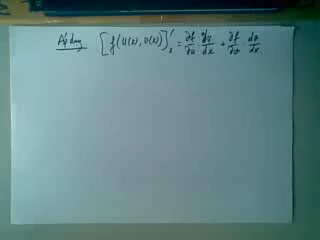 Áp dụng [f(u(x), v(x))]'ₓ = ∂f/∂u · du/dx + ∂f/∂v · dv/dx